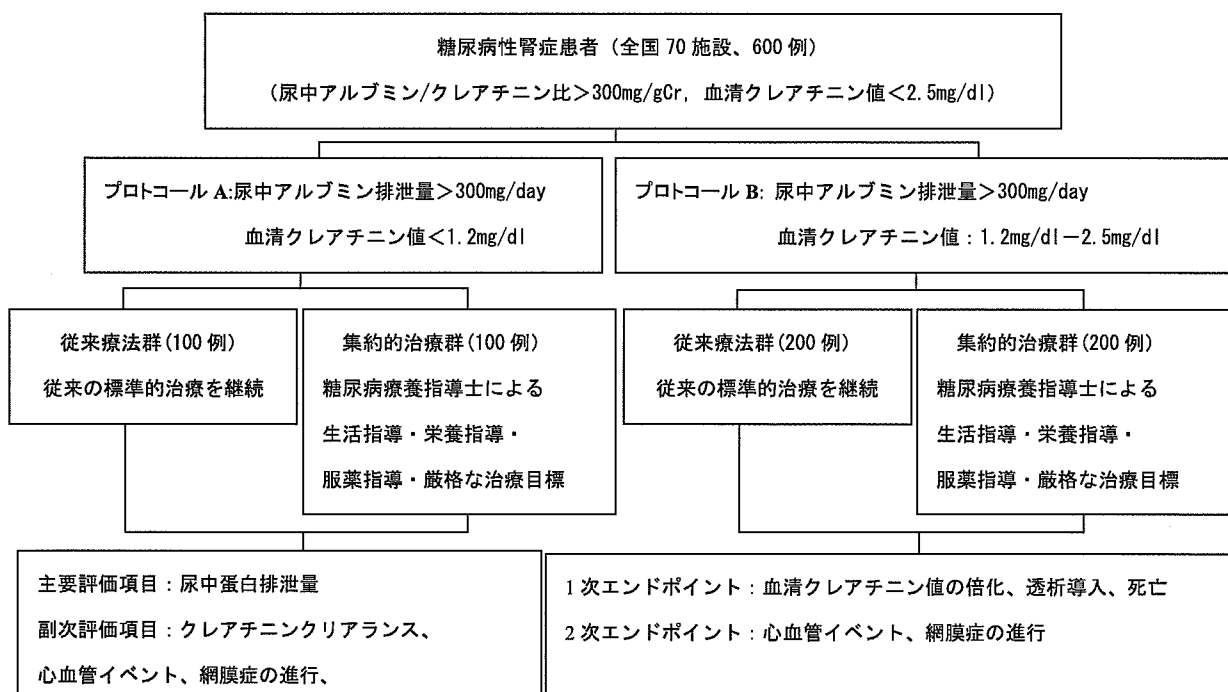 糖尿病性腎症患者（全国 70 施設、600 例）
（尿中アルブミン/クレアチニン比＞300mg/gCr, 血清クレアチニン値＜2.5mg/dl）
プロトコール A:尿中アルブミン排泄量＞300mg/day
血清クレアチニン値＜1.2mg/dl
プロトコール B: 尿中アルブミン排泄量＞300mg/day
血清クレアチニン値：1.2mg/dl－2.5mg/dl
従来療法群(100 例)
従来の標準的治療を継続
集約的治療群(100 例)
糖尿病療養指導士による
生活指導・栄養指導・
服薬指導・厳格な治療目標
従来療法群(200 例)
従来の標準的治療を継続
集約的治療群(200 例)
糖尿病療養指導士による
生活指導・栄養指導・
服薬指導・厳格な治療目標
主要評価項目：尿中蛋白排泄量
副次評価項目：クレアチニンクリアランス、
心血管イベント、網膜症の進行、
1 次エンドポイント：血清クレアチニン値の倍化、透析導入、死亡
2 次エンドポイント：心血管イベント、網膜症の進行